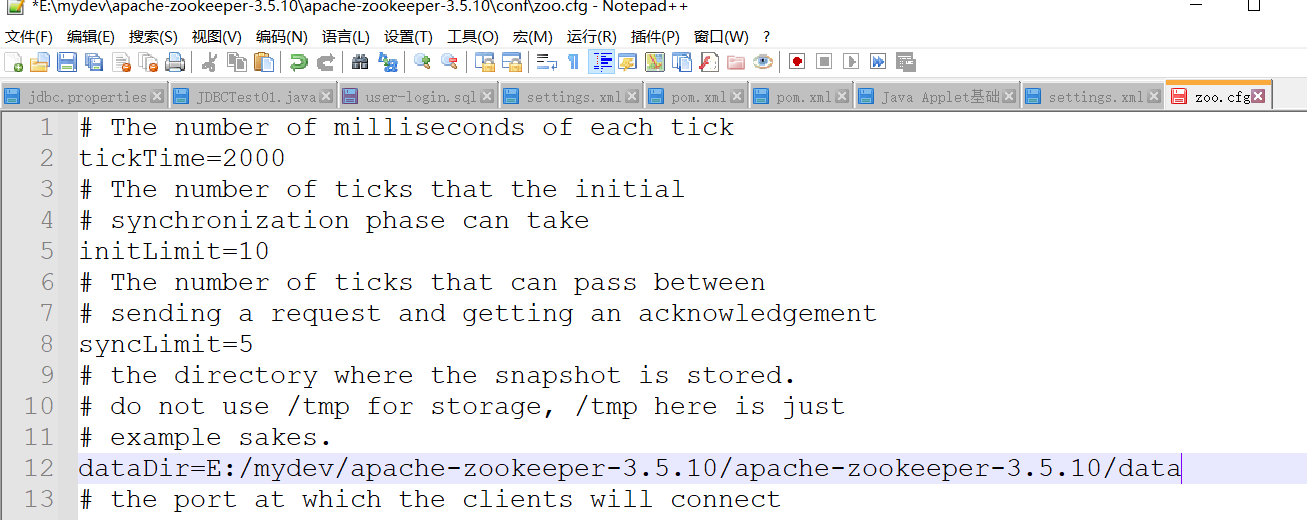 *E:\mydev\apache-zookeeper-3.5.10\apache-zookeeper-3.5.10\conf\zoo.cfg - Notepad++
文件(F) 编辑(E) 搜索(S) 视图(V) 编码(N) 语言(L) 设置(T) 工具(O) 宏(M) 运行(R) 插件(P) 窗口(W) ?
jdbc.properties JDBCTest01.java user-login.sql settings.xml pom.xml pom.xml Java Applet基础 settings.xml zoo.cfg
1 # The number of milliseconds of each tick
2 tickTime=2000
3 # The number of ticks that the initial
4 # synchronization phase can take
5 initLimit=10
6 # The number of ticks that can pass between
7 # sending a request and getting an acknowledgement
8 syncLimit=5
9 # the directory where the snapshot is stored.
10 # do not use /tmp for storage, /tmp here is just
11 # example sakes.
12 dataDir=E:/mydev/apache-zookeeper-3.5.10/apache-zookeeper-3.5.10/data
13 # the port at which the clients will connect